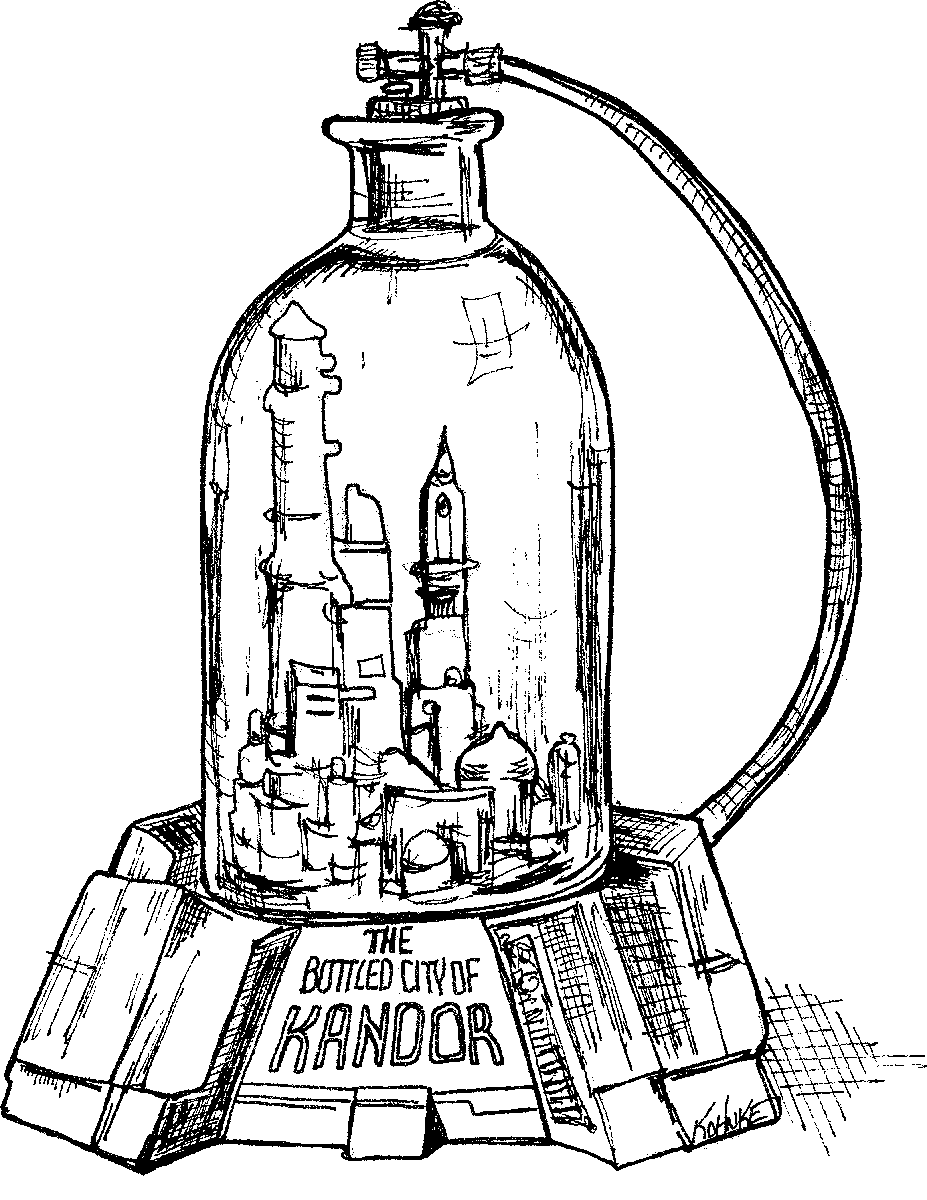 THE
BOTTLED CITY OF
KANDOR
KOHNKE